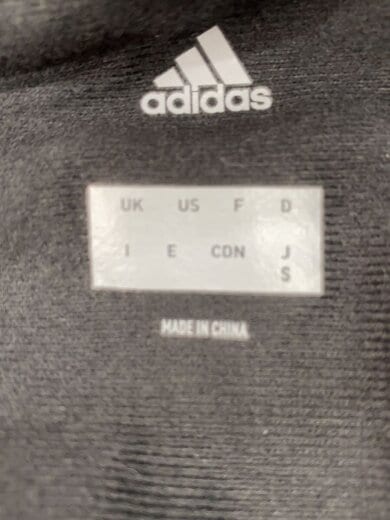 adidas
UK US F D
I E CDN J
S
MADE IN CHINA